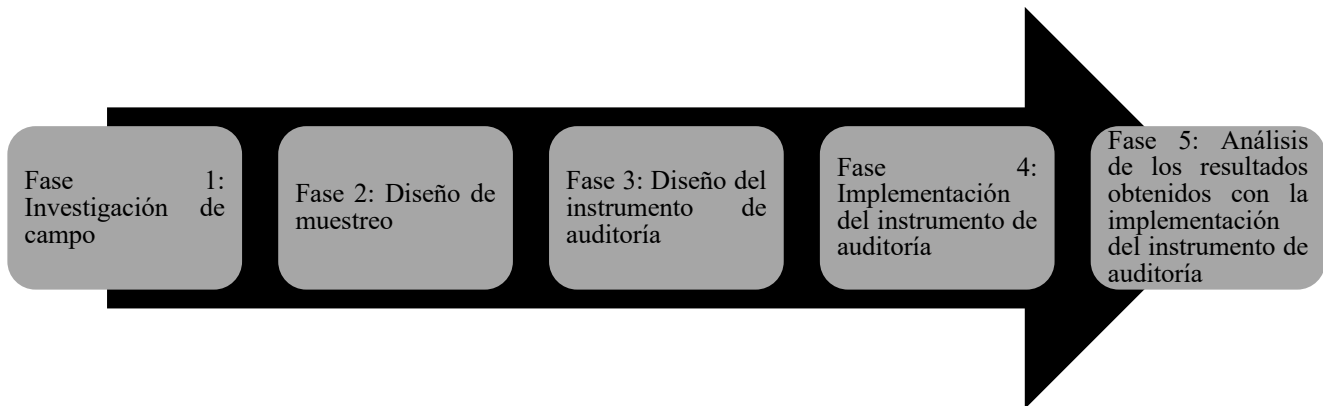 Fase 1:
Investigación de
campo
Fase 2: Diseño de
muestreo
Fase 3: Diseño del
instrumento de
auditoría
Fase 4:
Implementación
del instrumento de
auditoría
Fase 5: Análisis
de los resultados
obtenidos con la
implementación
del instrumento de
auditoría